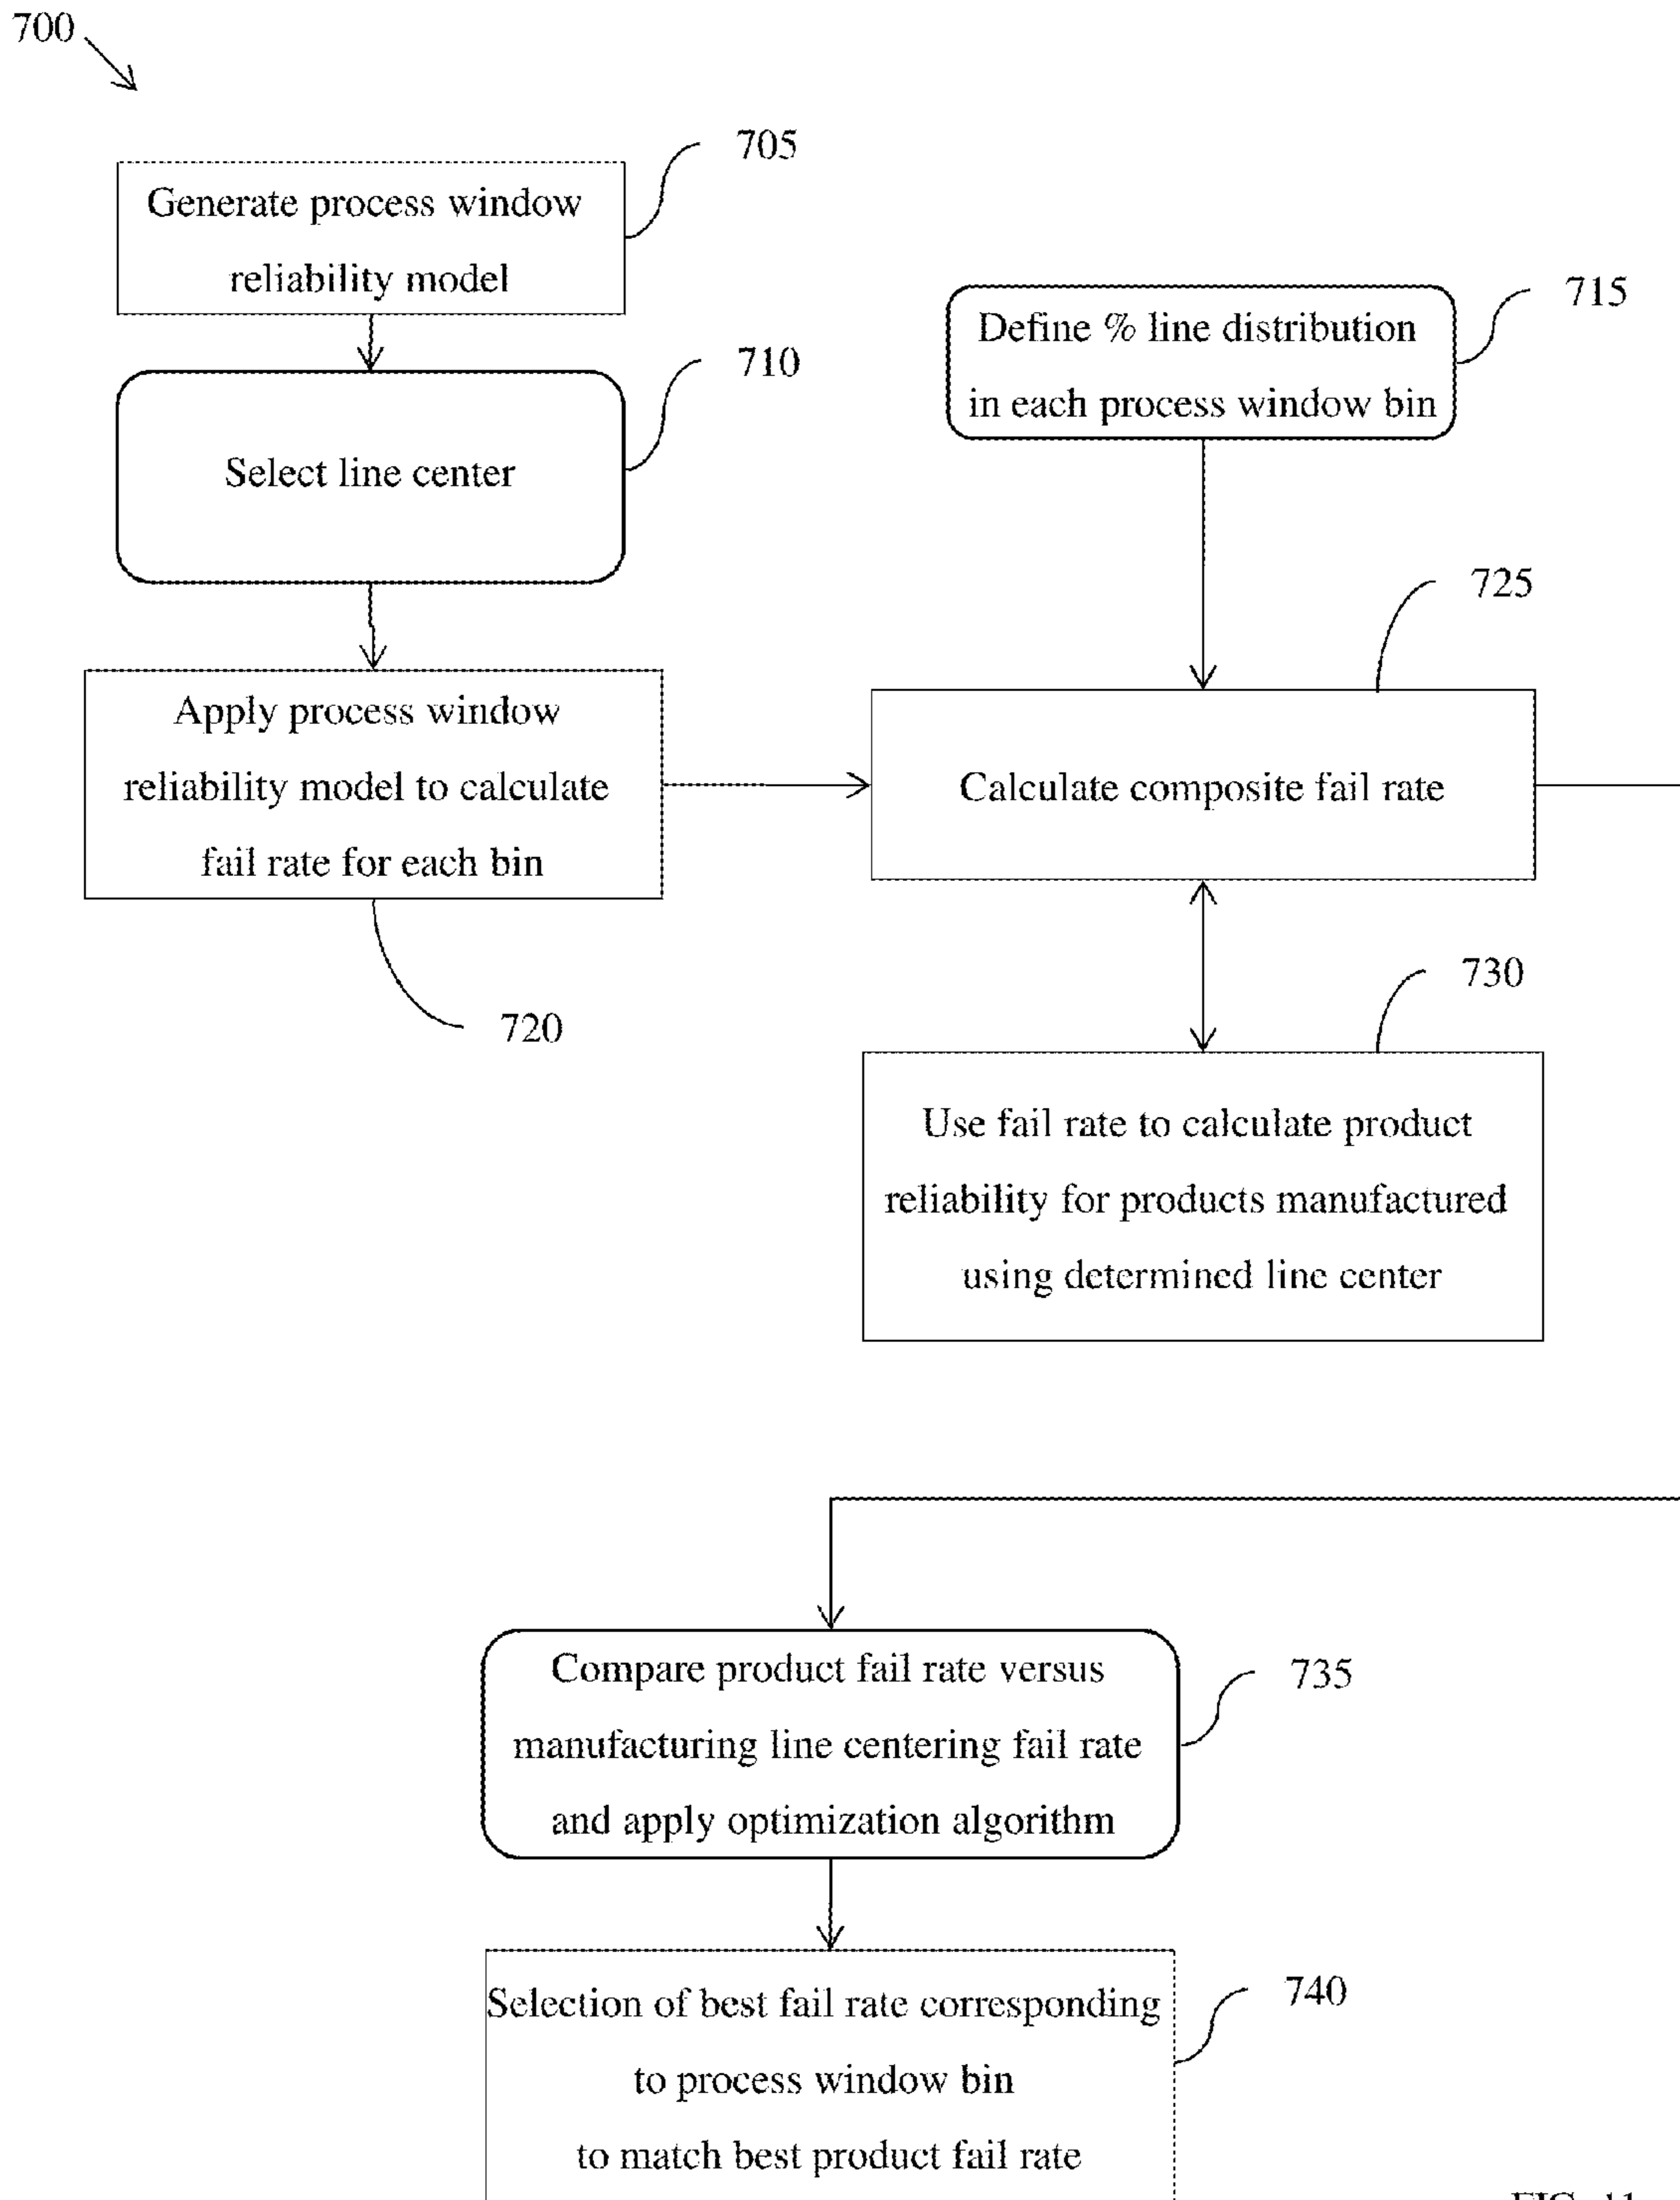 700
705
Generate process window
reliability model
710
Select line center
715
Define % line distribution
in each process window bin
Apply process window
reliability model to calculate
fail rate for each bin
720
725
Calculate composite fail rate
730
Use fail rate to calculate product
reliability for products manufactured
using determined line center
Compare product fail rate versus
manufacturing line centering fail rate
and apply optimization algorithm
735
Selection of best fail rate corresponding
to process window bin
to match best product fail rate
740